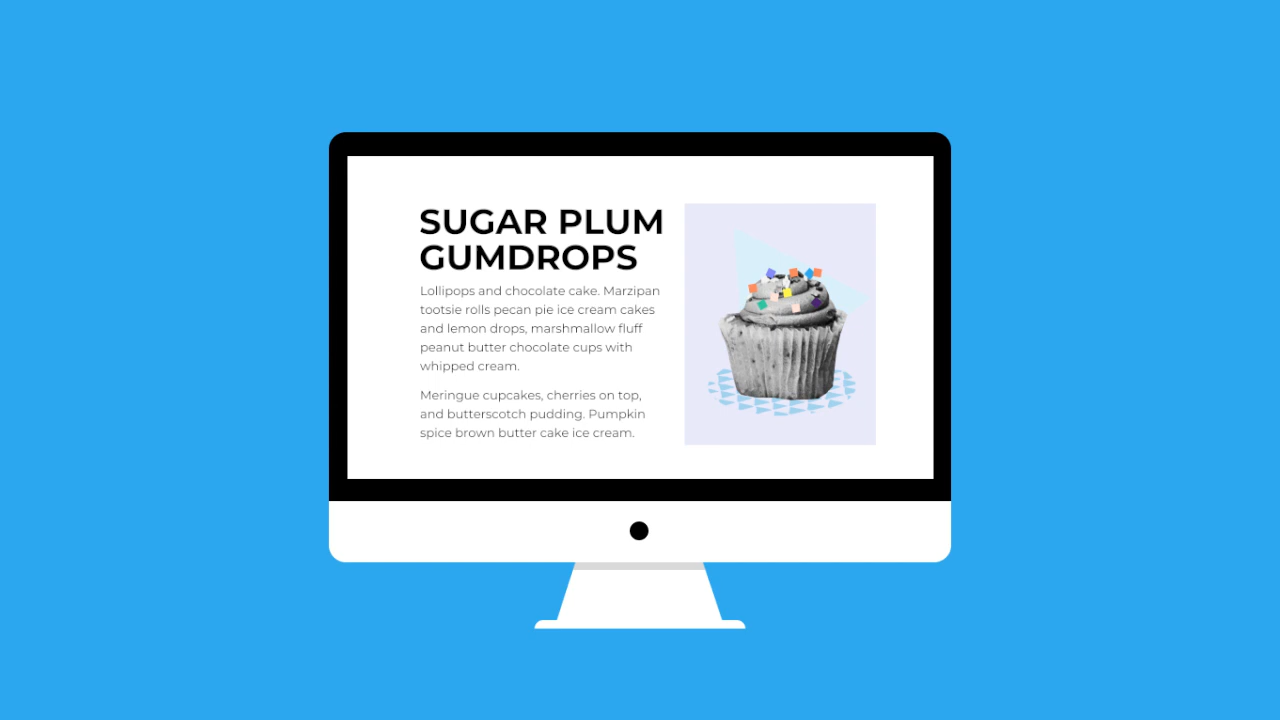 SUGAR PLUM
GUMDROPS
Lollipops and chocolate cake. Marzipan
tootsie rolls pecan pie ice cream cakes
and lemon drops, marshmallow fluff
peanut butter chocolate cups with
whipped cream.
Meringue cupcakes, cherries on top,
and butterscotch pudding. Pumpkin
spice brown butter cake ice cream.